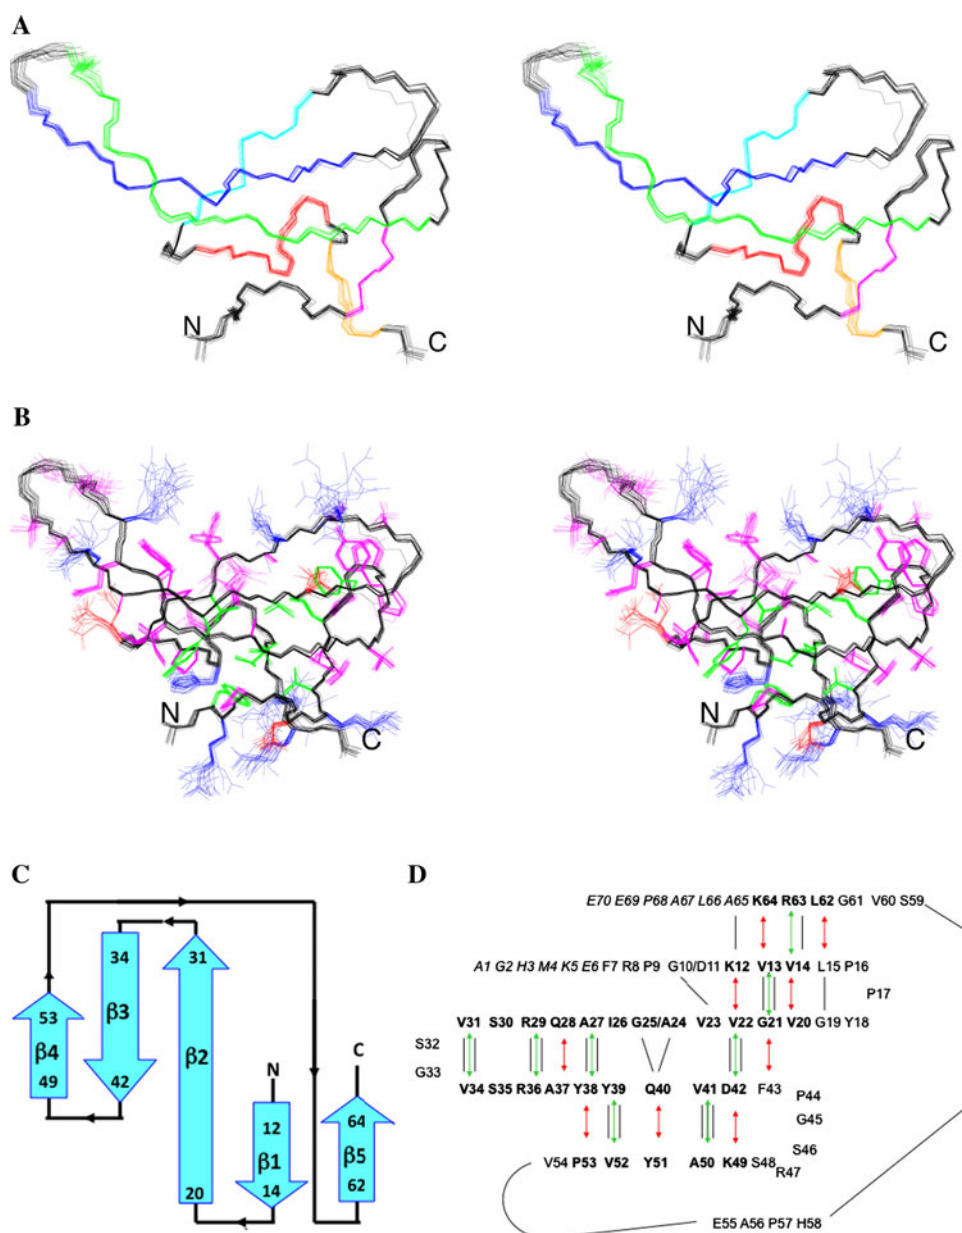 A
N C N C
B
N C N C
C
31
34
53
β3
β2
β4
49
N
C
12
64
42
β1
β5
20
14
62
D
E70 E69 P68 A67 L66 A65 K64 R63 L62 G61 V60 S59
A1 G2 H3 M4 K5 E6 F7 R8 P9 G10/D11 K12 V13 V14 L15 P16
P17
V31 S30 R29 Q28 A27 I26 G25/A24 V23 V22 G21 V20 G19 Y18
S32
G33
V34 S35 R36 A37 Y38 Y39 Q40 V41 D42 F43
P44
G45
S46
V54 P53 V52 Y51 A50 K49 S48
R47
E55 A56 P57 H58